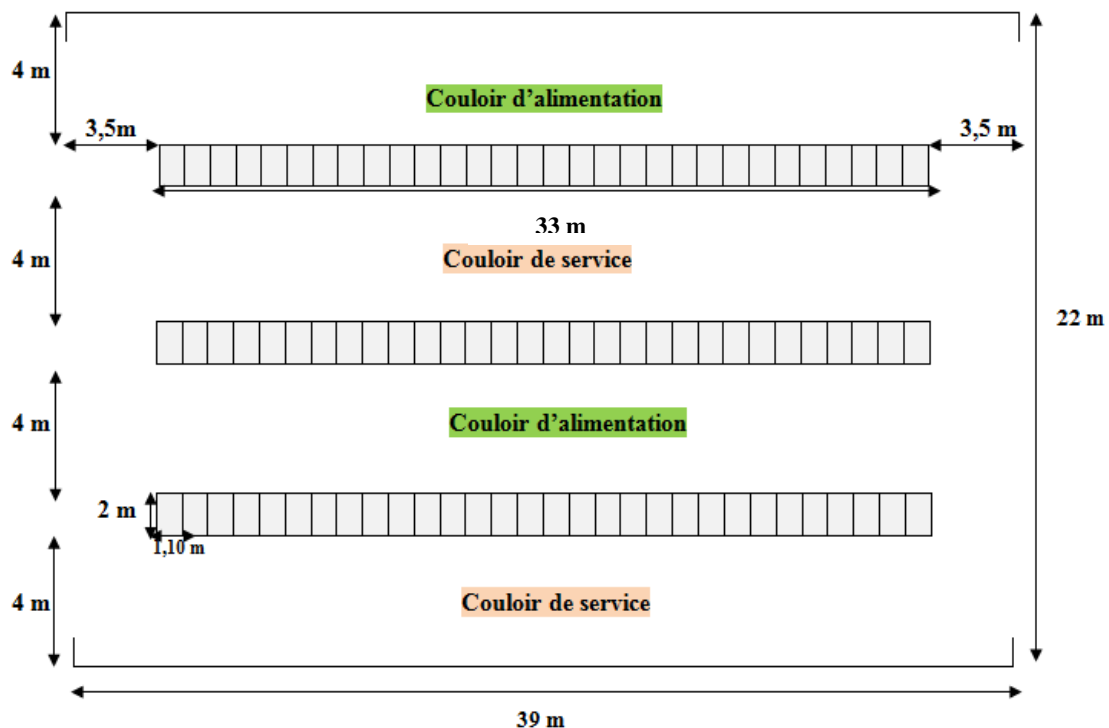 4 m
Couloir d’alimentation
3,5m
3,5 m
33 m
4 m
Couloir de service
22 m
4 m
Couloir d’alimentation
2 m
1,10 m
4 m
Couloir de service
39 m